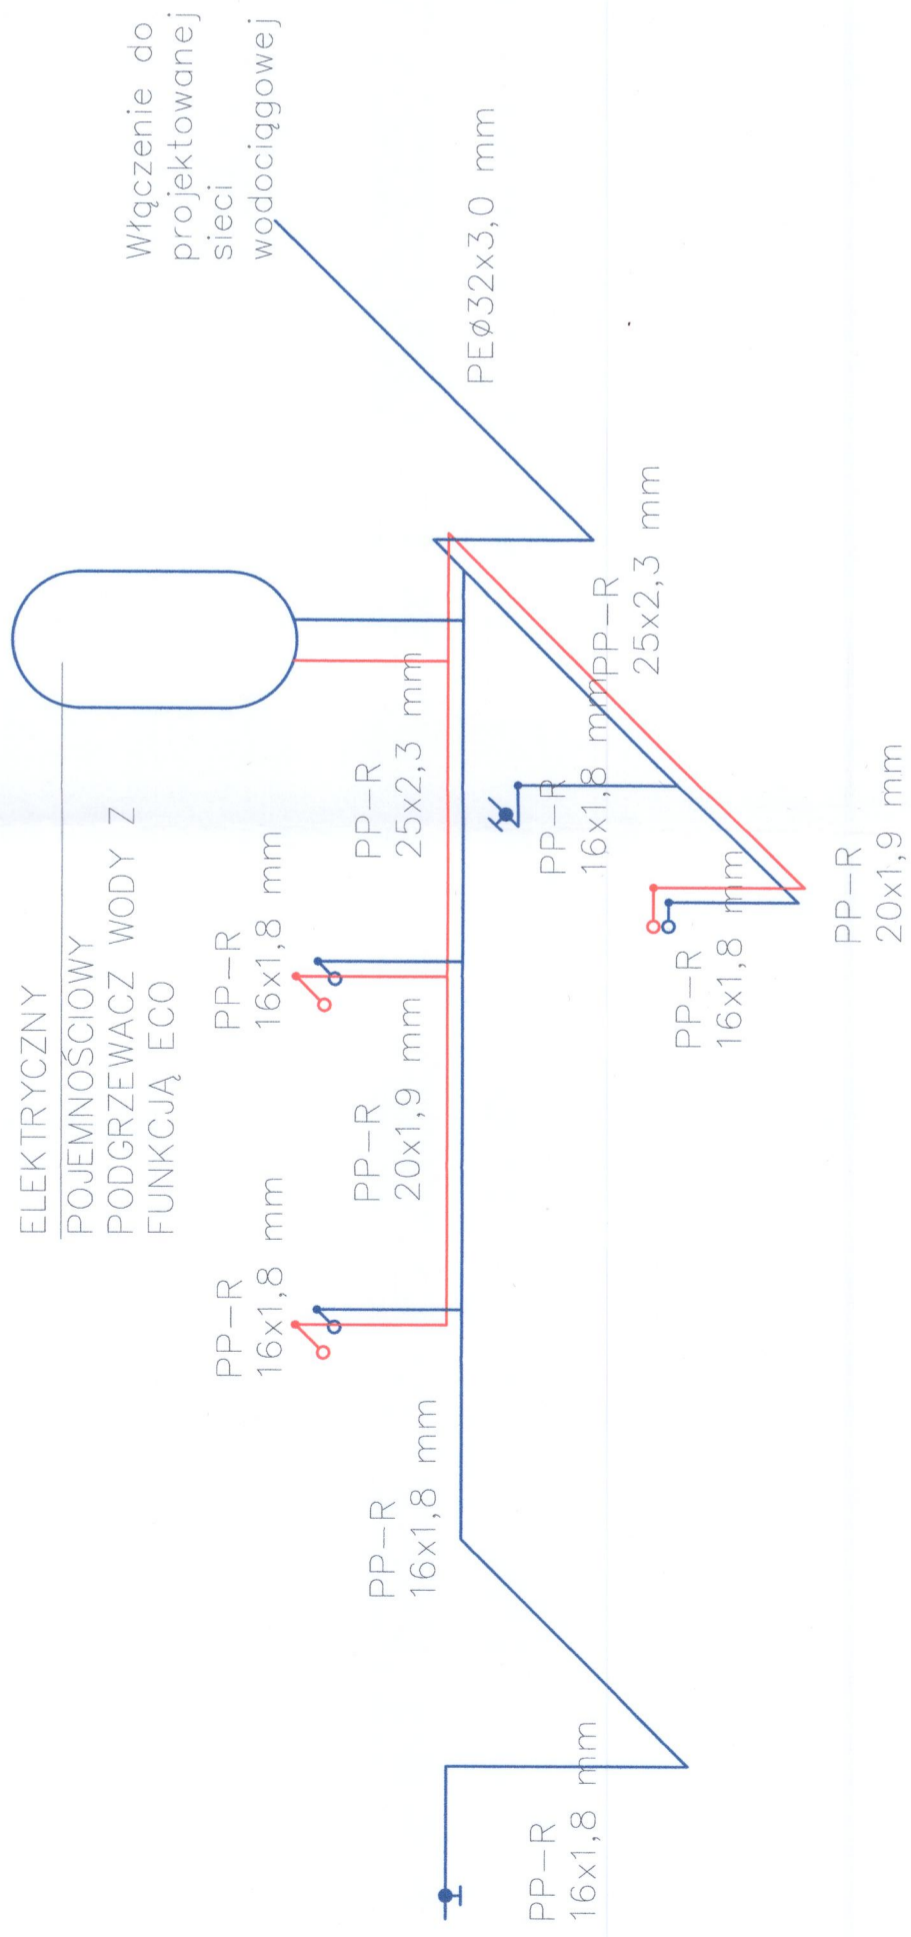 Włączenie do
projektowanej
sieci
wodociągowej
PEø32x3,0 mm
ELEKTRYCZNY
POJEMNOŚCIOWY
PODGRZEWACZ WODY Z
FUNKCJĄ ECO
PP-R
25x2,3 mm
PP-R
25x2,3 mm
PP-R
16x1,8 mm
PP-R
16x1,8 mm
PP-R
20x1,9 mm
PP-R
16x1,8 mm
PP-R
20x1,9 mm
PP-R
16x1,8 mm
PP-R
16x1,8 mm
PP-R
16x1,8 mm